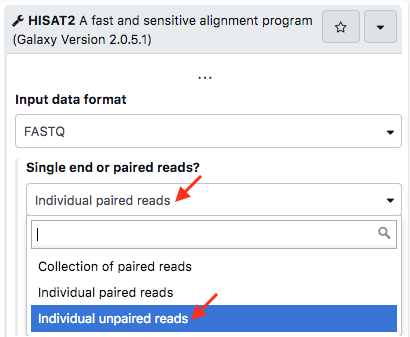 HISAT2 A fast and sensitive alignment program
(Galaxy Version 2.0.5.1)
...
Input data format
FASTQ
Single end or paired reads?
Individual paired reads
Collection of paired reads
Individual paired reads
Individual unpaired reads